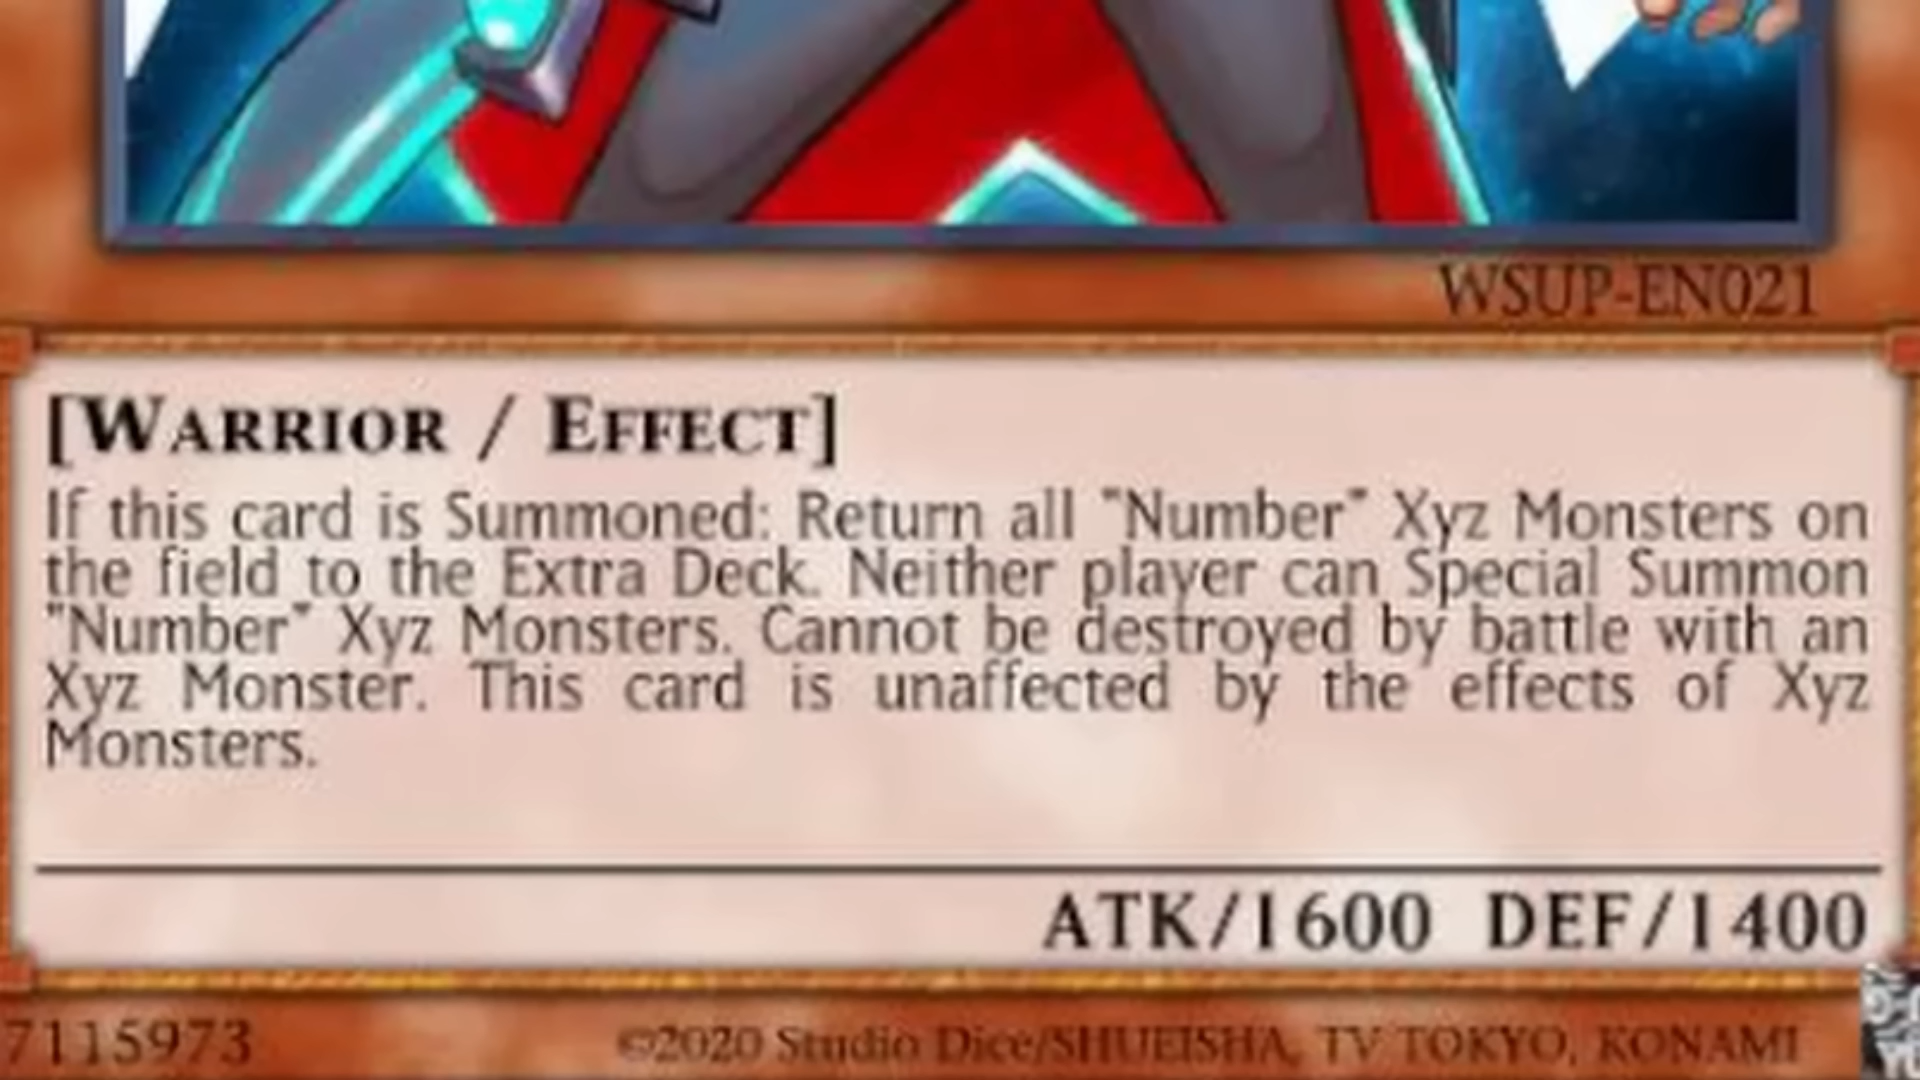 WSUP-EN021
[WARRIOR / EFFECT]
If this card is Summoned: Return all "Number" Xyz Monsters on
the field to the Extra Deck. Neither player can Special Summon
"Number" Xyz Monsters. Cannot be destroyed by battle with an
Xyz Monster. This card is unaffected by the effects of Xyz
Monsters.
ATK/1600 DEF/1400
7115973
©2020 Studio Dice/SHUEISHA, TV TOKYO, KONAMI